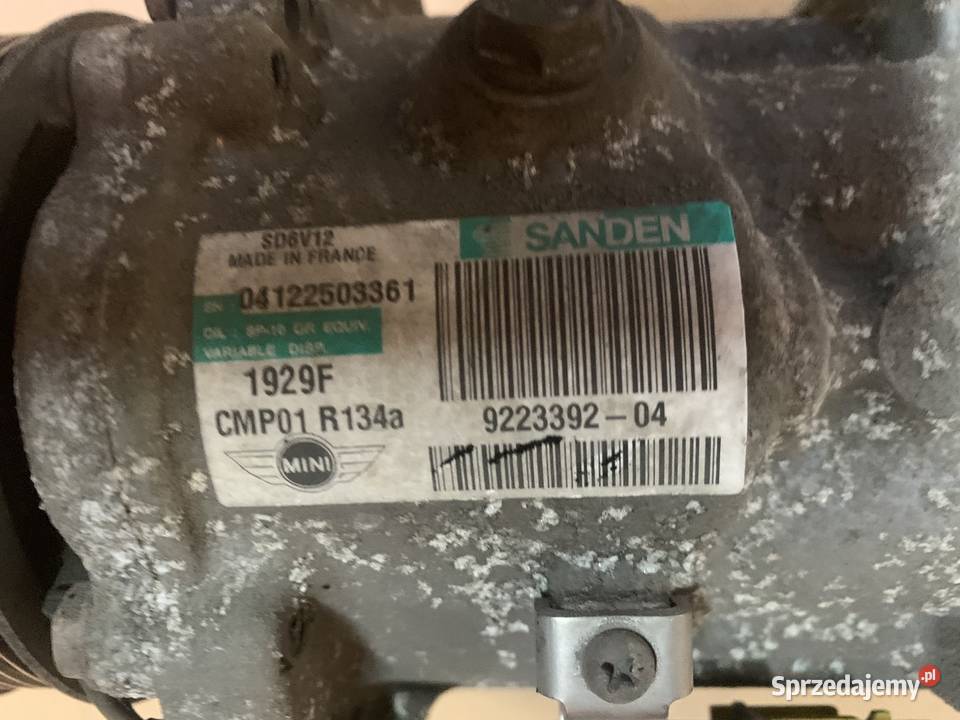 SD6V12
MADE IN FRANCE
SANDEN
SN : 04122503361
OIL : SP-10 OR EQUIV.
VARIABLE DISP.
1929F
CMP01 R134a
9223392-04
MINI
Sprzedajemy.pl